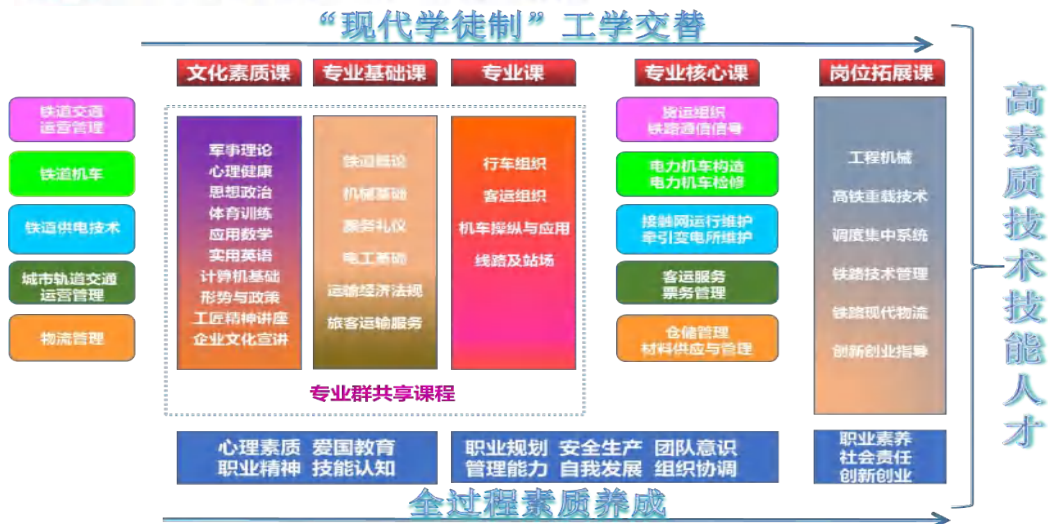 “现代学徒制”工学交替
文化素质课
专业基础课
专业课
专业核心课
岗位拓展课
铁道交通
运营管理
铁道机车
铁道供电技术
城市轨道交通
运营管理
物流管理
军事理论
心理健康
思想政治
体育训练
应用数学
实用英语
计算机基础
形势与政策
工匠精神讲座
企业文化宣讲
铁道概论
机械基础
票务礼仪
电工基础
运输经济法规
旅客运输服务
行车组织
客运组织
机车操纵与应用
线路及站场
专业群共享课程
货运组织
铁路通信信号
电力机车构造
电力机车检修
接触网运行维护
牵引变电所维护
客运服务
票务管理
仓储管理
材料供应与管理
工程机械
高铁重载技术
调度集中系统
铁路技术管理
铁路现代物流
创新创业指导
心理素质 爱国教育
职业精神 技能认知
职业规划 安全生产 团队意识
管理能力 自我发展 组织协调
职业素养
社会责任
创新创业
全过程素质养成
高素质技术技能人才